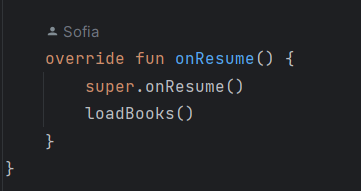 Sofia
override fun onResume() {
    super.onResume()
    loadBooks()
}
}